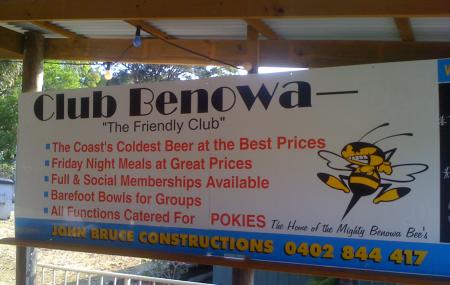 Club Benowa—
"The Friendly Club"
The Coast's Coldest Beer at the Best Prices
Friday Night Meals at Great Prices
Full & Social Memberships Available
Barefoot Bowls for Groups
All Functions Catered For POKIES
The Home of the Mighty Benowa Bee's
JOHN BRUCE CONSTRUCTIONS 0402 844 417